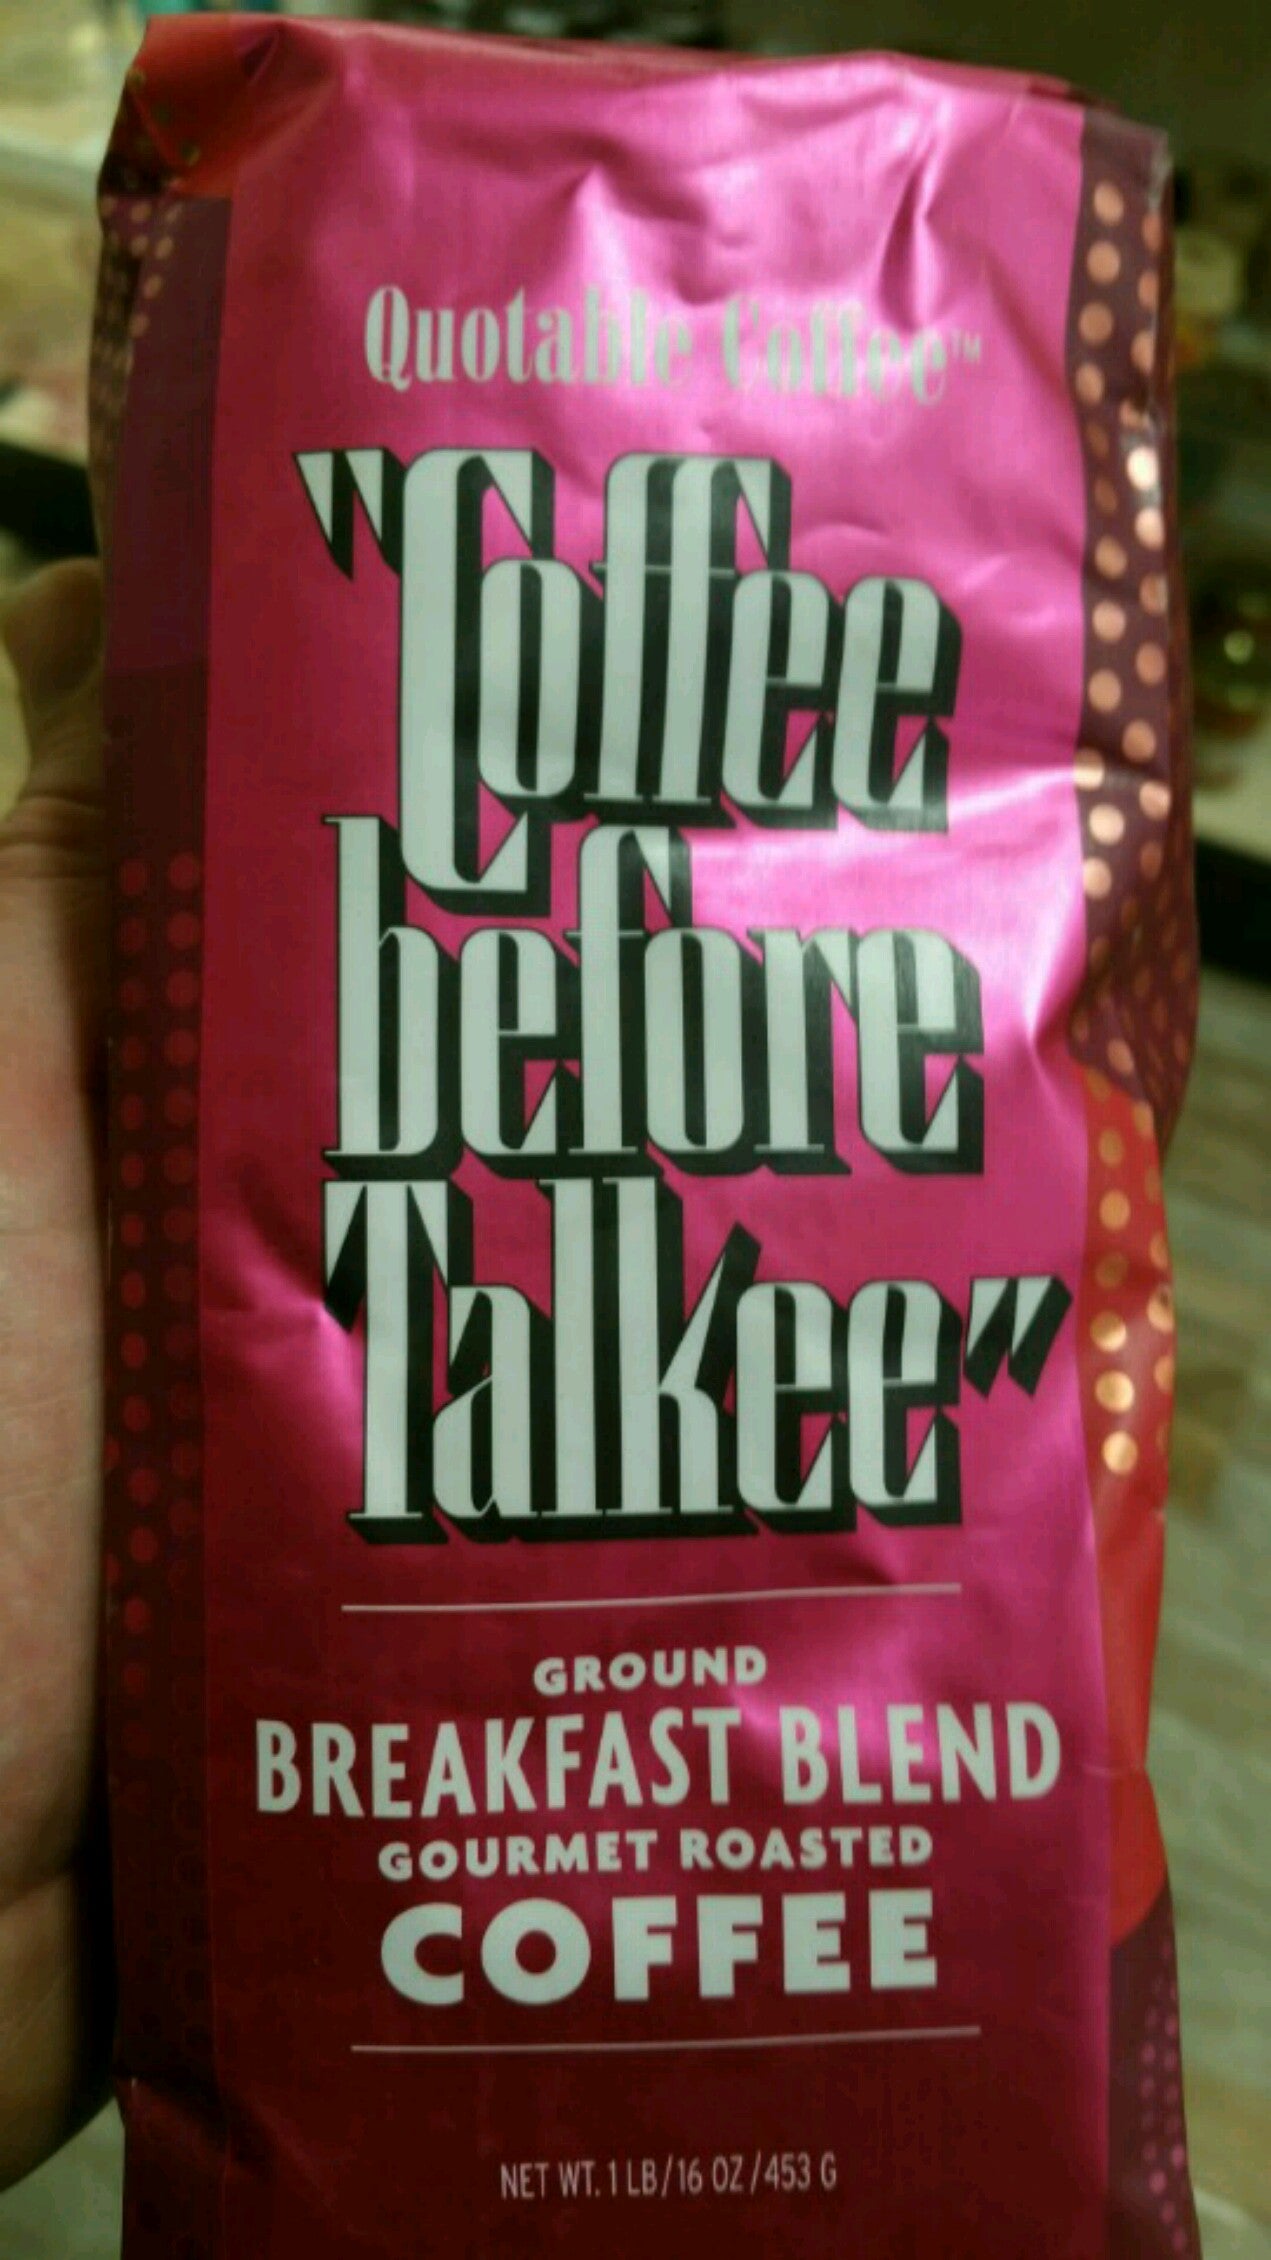 Quotable Coffee™
"Coffee
before
Talkee"
GROUND
BREAKFAST BLEND
GOURMET ROASTED
COFFEE
NET WT. 1 LB/16 OZ/453 G